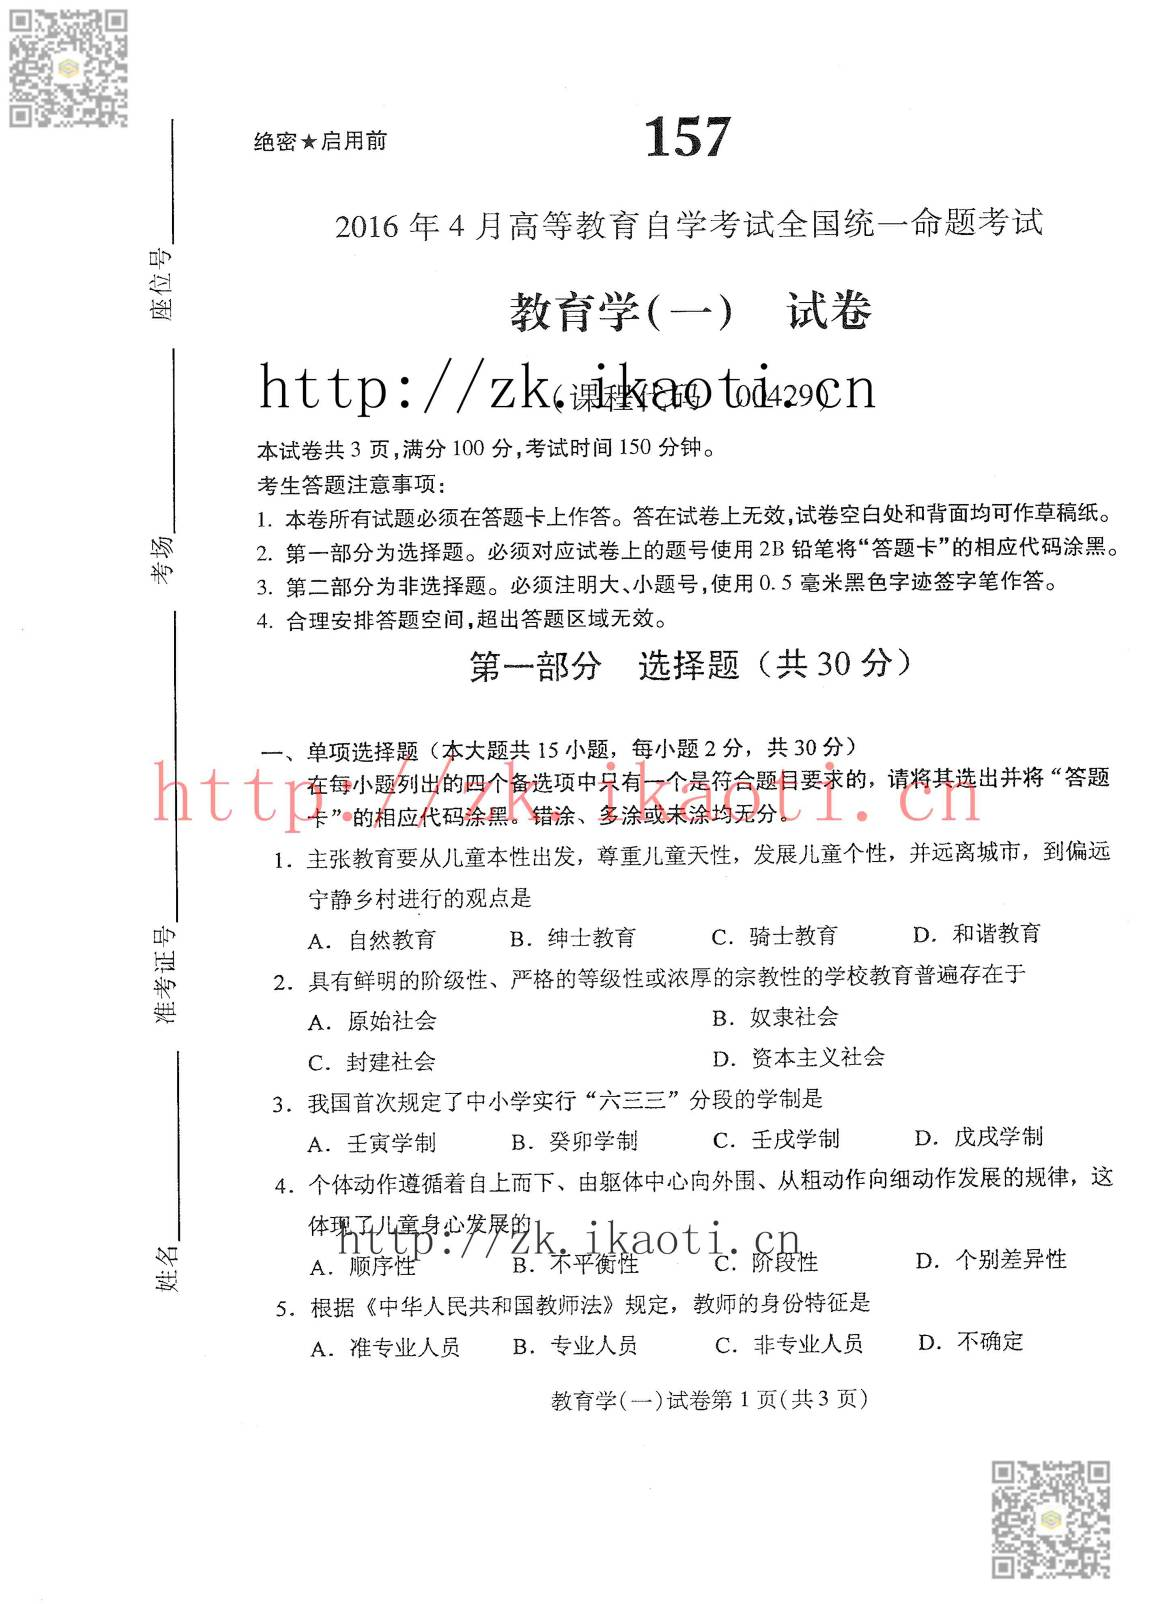 绝密★启用前
157
2016 年 4 月高等教育自学考试全国统一命题考试
教育学(一) 试卷
http://zk.ikaoti.cn
(课程代码 00429)
本试卷共 3 页,满分 100 分,考试时间 150 分钟。
考生答题注意事项:
1. 本卷所有试题必须在答题卡上作答。答在试卷上无效,试卷空白处和背面均可作草稿纸。
2. 第一部分为选择题。必须对应试卷上的题号使用 2B 铅笔将“答题卡”的相应代码涂黑。
3. 第二部分为非选择题。必须注明大、小题号,使用 0.5 毫米黑色字迹签字笔作答。
4. 合理安排答题空间,超出答题区域无效。
第一部分 选择题（共 30 分）
一、单项选择题（本大题共 15 小题，每小题 2 分，共 30 分）
在每小题列出的四个备选项中只有一个是符合题目要求的，请将其选出并将“答题
http://zk.ikaoti.cn
卡”的相应代码涂黑。错涂、多涂或未涂均无分。
1．主张教育要从儿童本性出发，尊重儿童天性，发展儿童个性，并远离城市，到偏远
宁静乡村进行的观点是
A．自然教育 B．绅士教育 C．骑士教育 D．和谐教育
2．具有鲜明的阶级性、严格的等级性或浓厚的宗教性的学校教育普遍存在于
A．原始社会 B．奴隶社会
C．封建社会 D．资本主义社会
3．我国首次规定了中小学实行“六三三”分段的学制是
A．壬寅学制 B．癸卯学制 C．壬戌学制 D．戊戌学制
4．个体动作遵循着自上而下、由躯体中心向外围、从粗动作向细动作发展的规律，这
体现了儿童身心发展的
http://zk.ikaoti.cn
A．顺序性 B．不平衡性 C．阶段性 D．个别差异性
5．根据《中华人民共和国教师法》规定，教师的身份特征是
A．准专业人员 B．专业人员 C．非专业人员 D．不确定
教育学(一)试卷第 1 页(共 3 页)
座位号
考场
准考证号
姓名